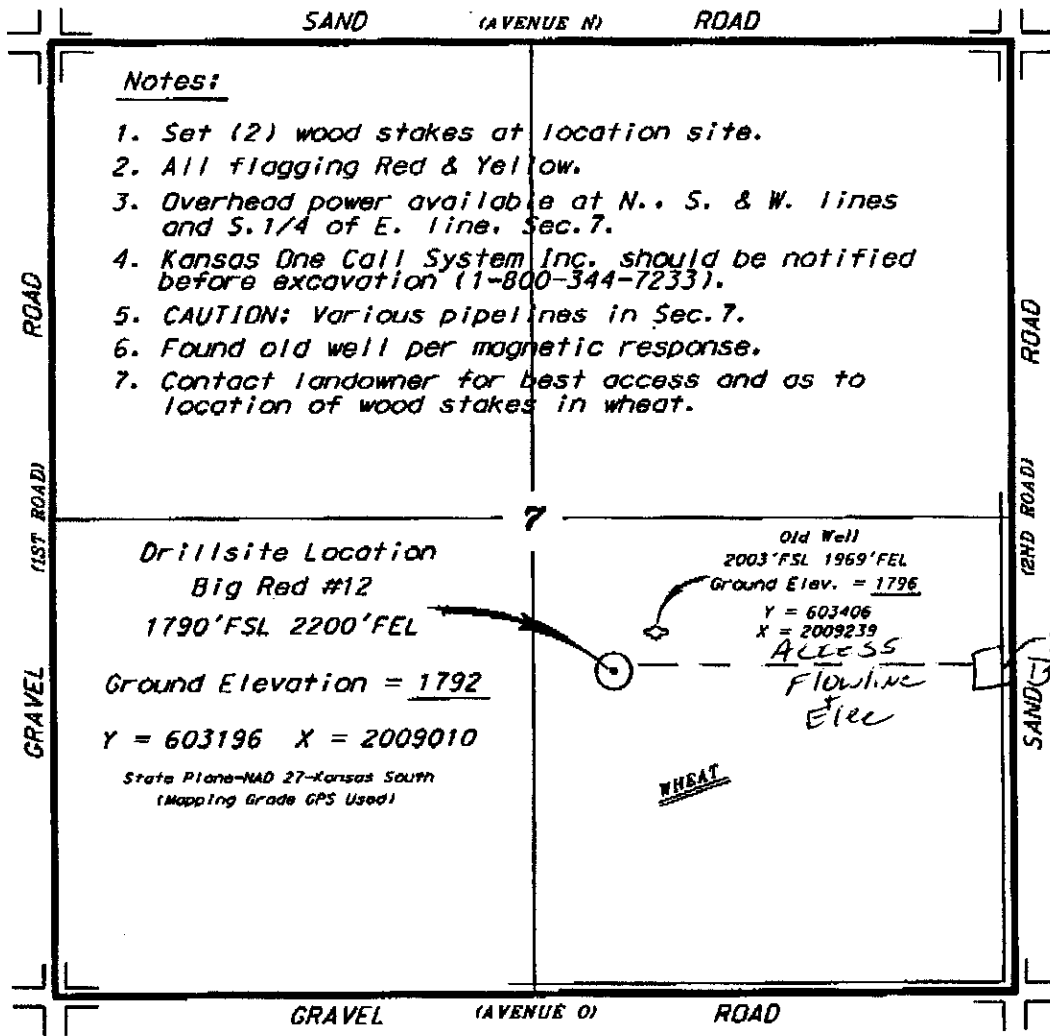 SAND (AVENUE N) ROAD
Notes:
1. Set (2) wood stakes at location site.
2. All flagging Red & Yellow.
3. Overhead power available at N., S. & W. lines
and S.1/4 of E. line, Sec.7.
4. Kansas One Call System Inc. should be notified
before excavation (1-800-344-7233).
5. CAUTION: Various pipelines in Sec.7.
6. Found old well per magnetic response.
7. Contact landowner for best access and as to
location of wood stakes in wheat.
ROAD
(1ST ROAD)
GRAVEL
ROAD
(2ND ROAD)
SAND
7
Drillsite Location
Big Red #12
1790'FSL 2200'FEL
Ground Elevation = 1792
Y = 603196 X = 2009010
State Plane-NAD 27-Kansas South
(Mapping Grade GPS Used)
Old Well
2003'FSL 1969'FEL
Ground Elev. = 1796
Y = 603406
X = 2009239
ACCESS
Flowline
+
Elec
WHEAT
GRAVEL (AVENUE O) ROAD